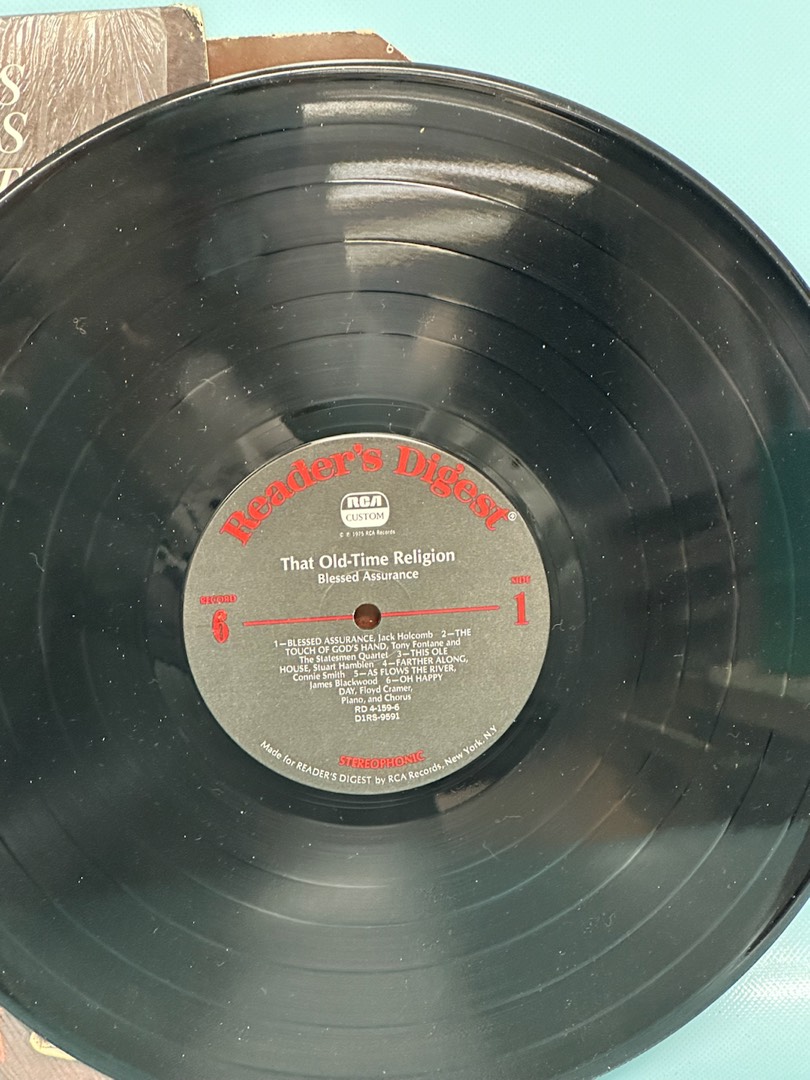 S
S
T
6
Reader's Digest®
RCA
CUSTOM
© ℗ 1975 RCA Records
That Old-Time Religion
Blessed Assurance
RECORD
6
SIDE
1
1—BLESSED ASSURANCE, Jack Holcomb 2—THE
TOUCH OF GOD'S HAND, Tony Fontane and
The Statesmen Quartet 3—THIS OLE
HOUSE, Stuart Hamblen 4—FARTHER ALONG,
Connie Smith 5—AS FLOWS THE RIVER,
James Blackwood 6—OH HAPPY
DAY, Floyd Cramer,
Piano, and Chorus
RD 4-159-6
D1RS-9591
STEREOPHONIC
Made for READER'S DIGEST by RCA Records, New York, N.Y.